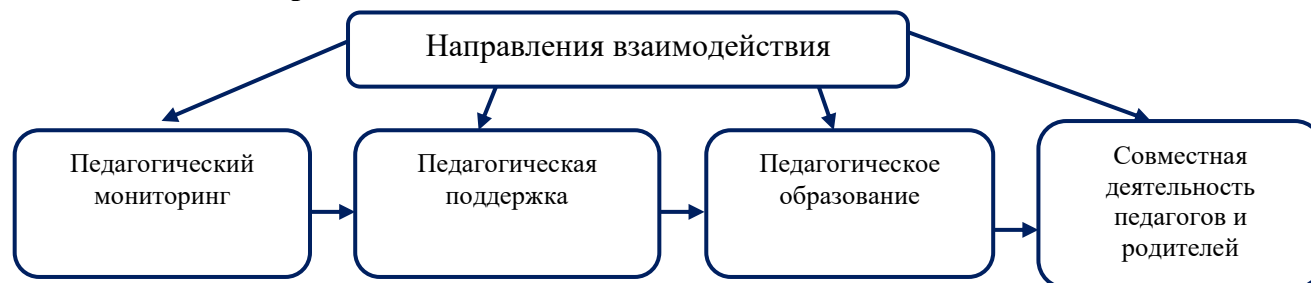 Направления взаимодействия
Педагогический
мониторинг
Педагогическая
поддержка
Педагогическое
образование
Совместная
деятельность
педагогов и
родителей